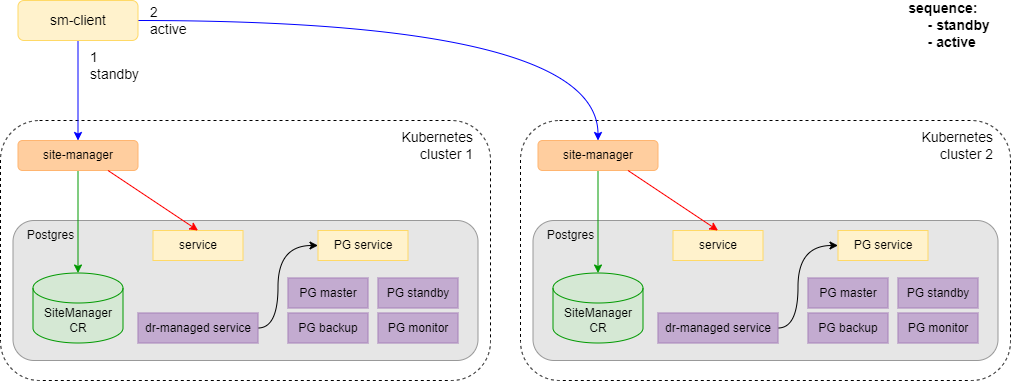 sm-client
2
active
sequence:
- standby
- active
1
standby
Kubernetes
cluster 1
site-manager
Postgres
service
PG service
SiteManager
CR
PG master
PG standby
dr-managed service
PG backup
PG monitor
Kubernetes
cluster 2
site-manager
Postgres
service
PG service
SiteManager
CR
PG master
PG standby
dr-managed service
PG backup
PG monitor